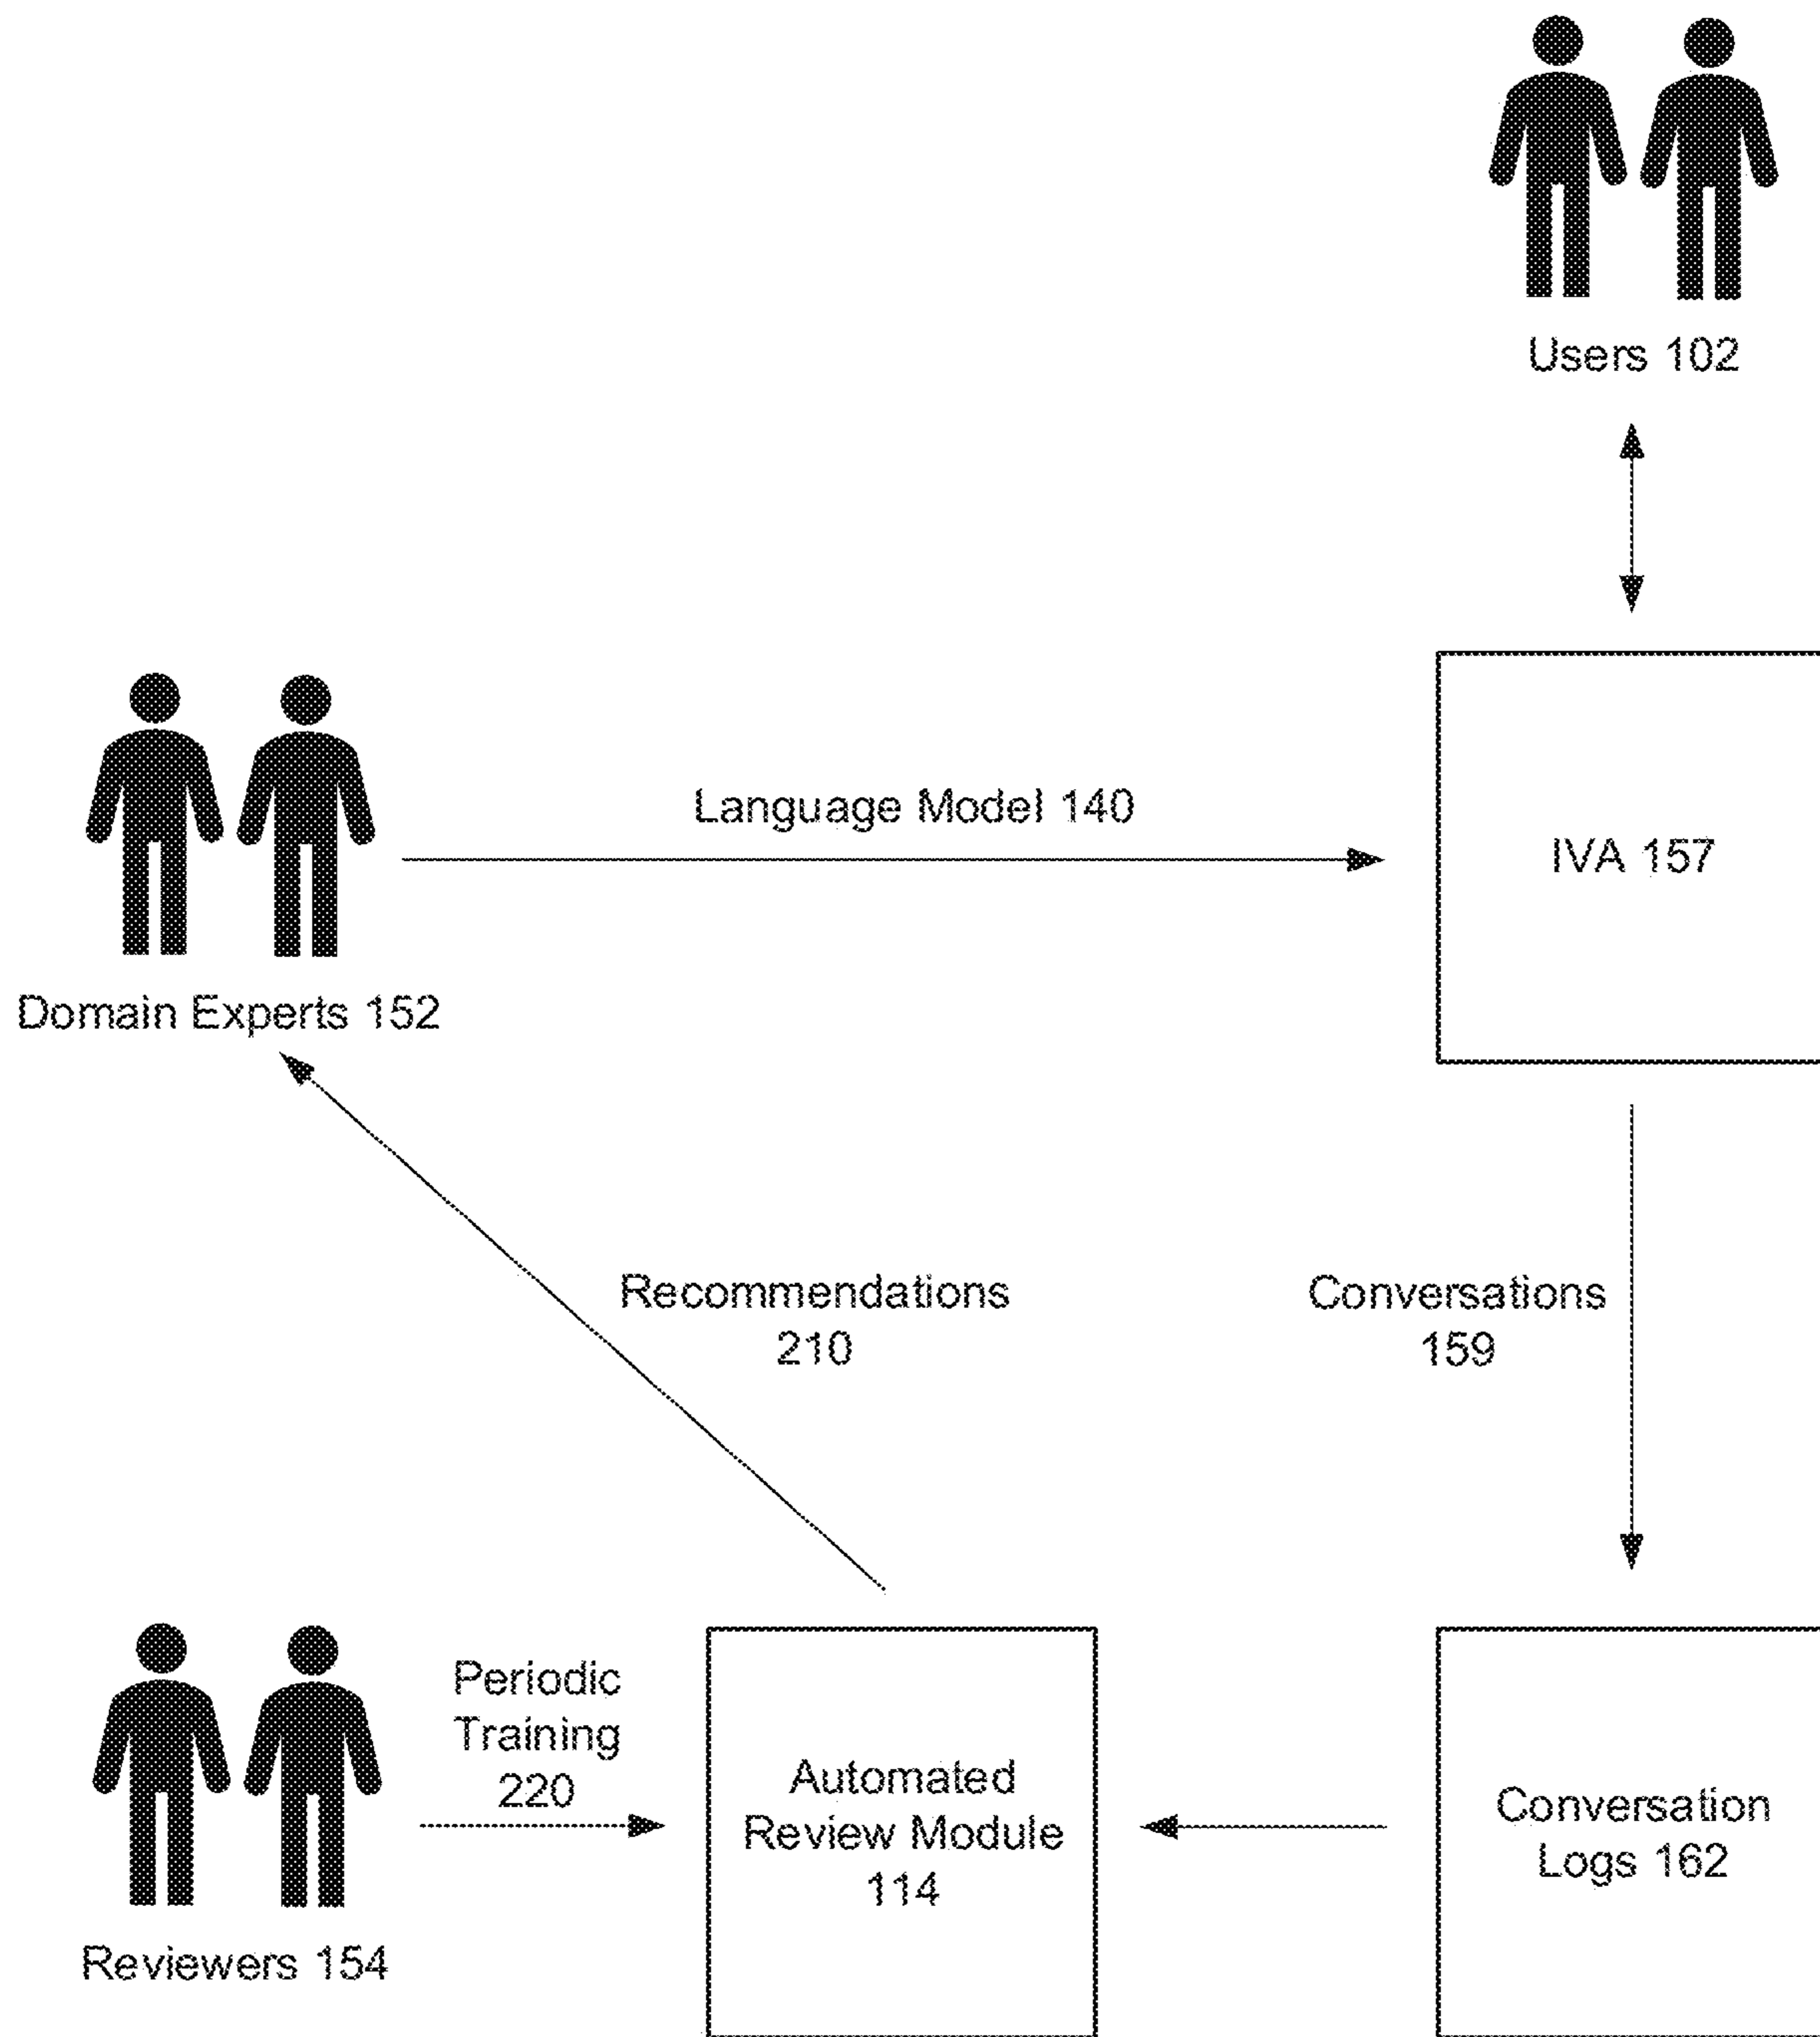 Users 102
Language Model 140
IVA 157
Domain Experts 152
Recommendations
210
Conversations
159
Periodic
Training
220
Automated
Review Module
114
Conversation
Logs 162
Reviewers 154